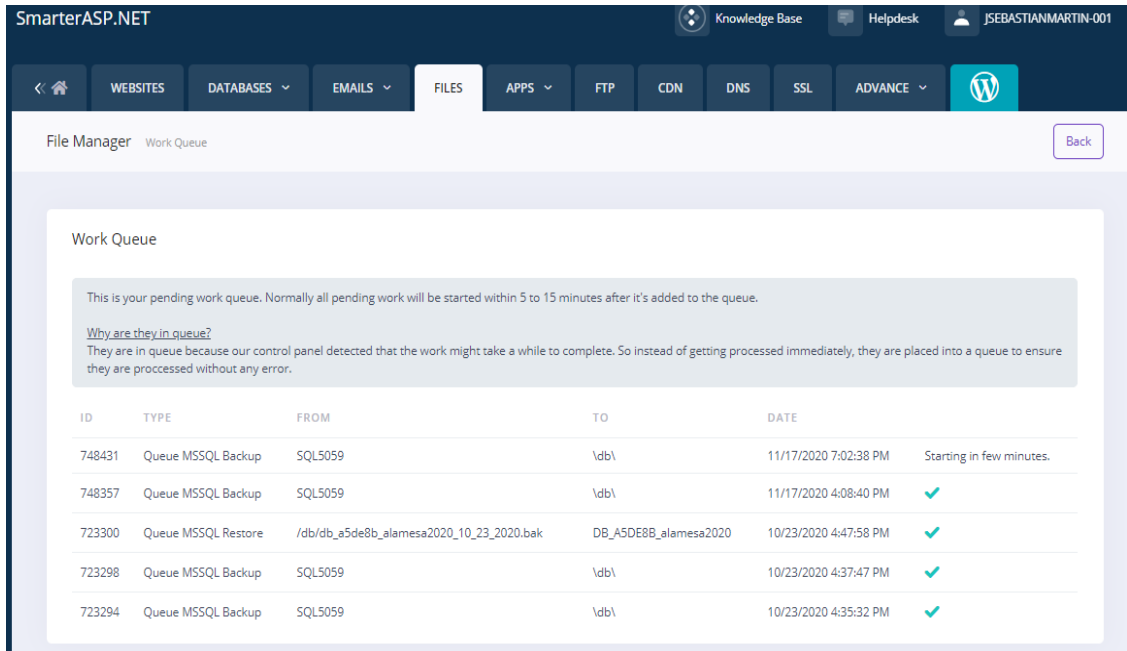 SmarterASP.NET
Knowledge Base
Helpdesk
JSEBASTIANMARTIN-001
WEBSITES
DATABASES
EMAILS
FILES
APPS
FTP
CDN
DNS
SSL
ADVANCE
File Manager Work Queue
Back
Work Queue
This is your pending work queue. Normally all pending work will be started within 5 to 15 minutes after it's added to the queue.
Why are they in queue?
They are in queue because our control panel detected that the work might take a while to complete. So instead of getting processed immediately, they are placed into a queue to ensure
they are proccessed without any error.
ID TYPE FROM TO DATE
748431 Queue MSSQL Backup SQL5059 \db\ 11/17/2020 7:02:38 PM Starting in few minutes.
748357 Queue MSSQL Backup SQL5059 \db\ 11/17/2020 4:08:40 PM
723300 Queue MSSQL Restore /db/db_a5de8b_alamesa2020_10_23_2020.bak DB_A5DE8B_alamesa2020 10/23/2020 4:47:58 PM
723298 Queue MSSQL Backup SQL5059 \db\ 10/23/2020 4:37:47 PM
723294 Queue MSSQL Backup SQL5059 \db\ 10/23/2020 4:35:32 PM